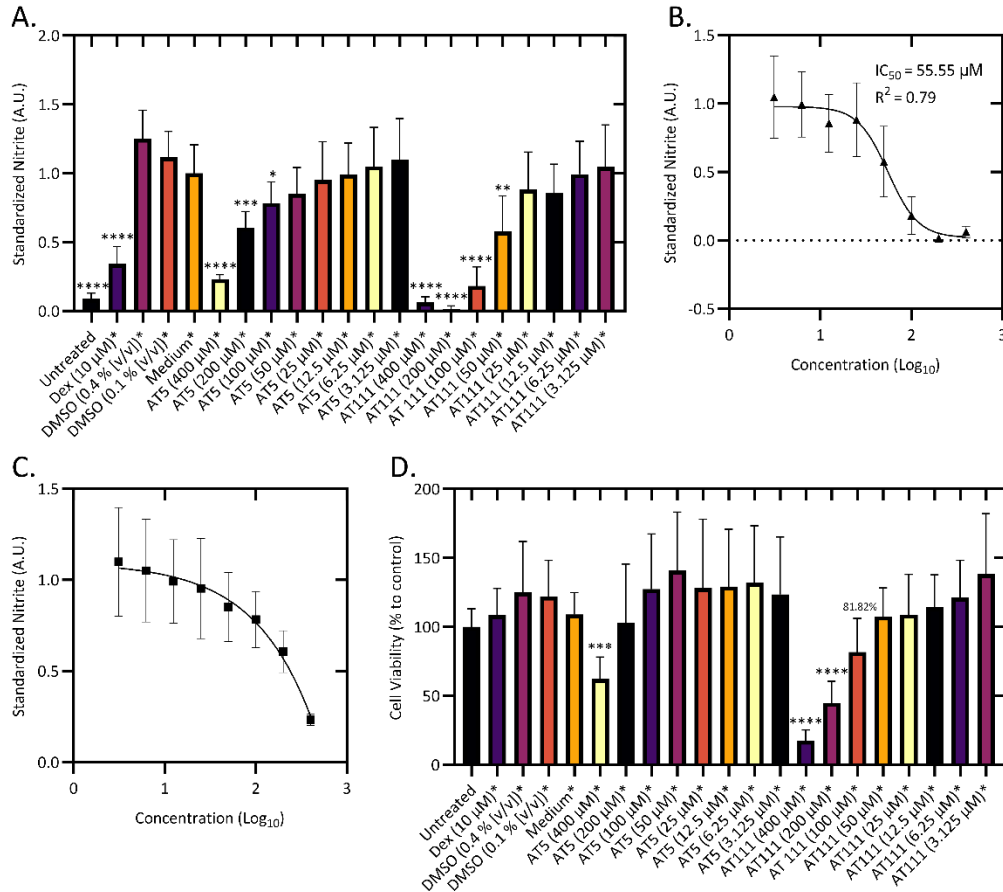 A.
Standardized Nitrite (A.U.)
2.0
1.5
1.0
0.5
0.0
****
****
****
***
*
****
****
****
**
Untreated
Dex (10 µM)*
DMSO (0.4 % [v/v])*
DMSO (0.1 % [v/v])*
Medium*
AT5 (400 µM)*
AT5 (200 µM)*
AT5 (100 µM)*
AT5 (50 µM)*
AT5 (25 µM)*
AT5 (12.5 µM)*
AT5 (6.25 µM)*
AT5 (3.125 µM)*
AT111 (400 µM)*
AT111 (200 µM)*
AT 111 (100 µM)*
AT111 (50 µM)*
AT111 (25 µM)*
AT111 (12.5 µM)*
AT111 (6.25 µM)*
AT111 (3.125 µM)*
B.
Standardized Nitrite (A.U.)
1.5
1.0
0.5
0.0
-0.5
IC50 = 55.55 µM
R2 = 0.79
0
1
2
3
Concentration (Log10)
C.
Standardized Nitrite (A.U.)
1.5
1.0
0.5
0.0
0
1
2
3
Concentration (Log10)
D.
Cell Viability (% to control)
200
150
100
50
0
***
****
****
81.82%
Untreated
Dex (10 µM)*
DMSO (0.4 % [v/v])*
DMSO (0.1 % [v/v])*
Medium*
AT5 (400 µM)*
AT5 (200 µM)*
AT5 (100 µM)*
AT5 (50 µM)*
AT5 (25 µM)*
AT5 (12.5 µM)*
AT5 (6.25 µM)*
AT5 (3.125 µM)*
AT111 (400 µM)*
AT111 (200 µM)*
AT 111 (100 µM)*
AT111 (50 µM)*
AT111 (25 µM)*
AT111 (12.5 µM)*
AT111 (6.25 µM)*
AT111 (3.125 µM)*